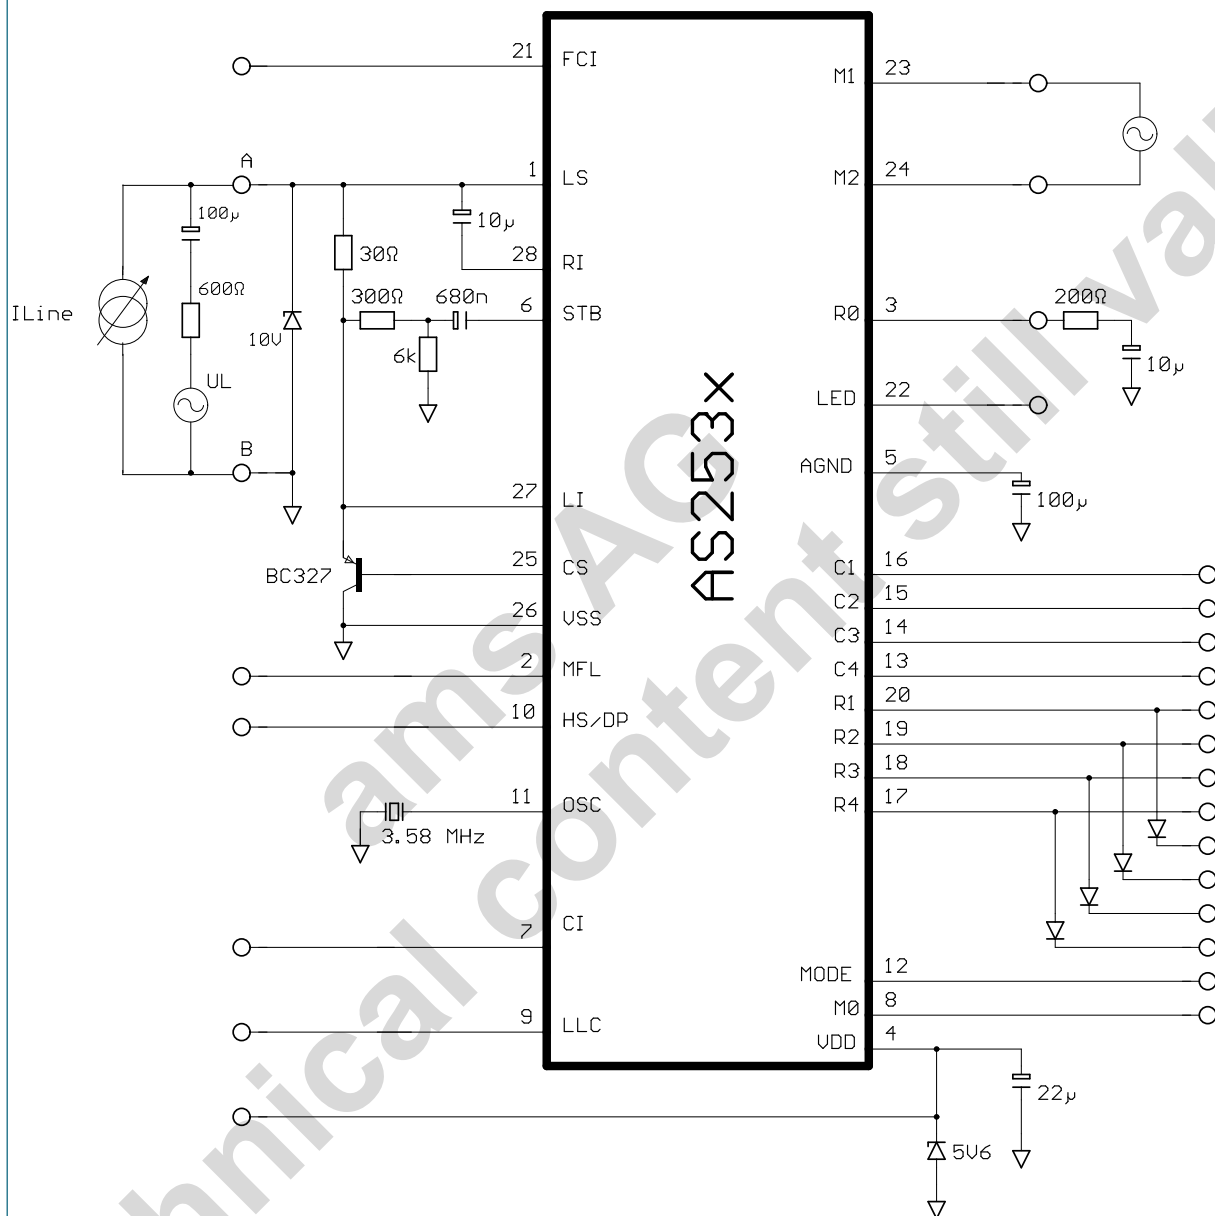 21 FCI
M1 23
A
1 LS
M2 24
100µ
10µ
30Ω
28 RI
600Ω
300Ω
680n
6 STB
R0 3
200Ω
ILine
10V
6k
10µ
UL
LED 22
B
AGND 5
100µ
27 LI
AS253x
BC327
25 CS
C1 16
C2 15
26 VSS
C3 14
2 MFL
C4 13
10 HS/DP
R1 20
R2 19
R3 18
11 OSC
R4 17
3.58 MHz
7 CI
MODE 12
M0 8
9 LLC
VDD 4
22µ
5V6
ams AG
content still